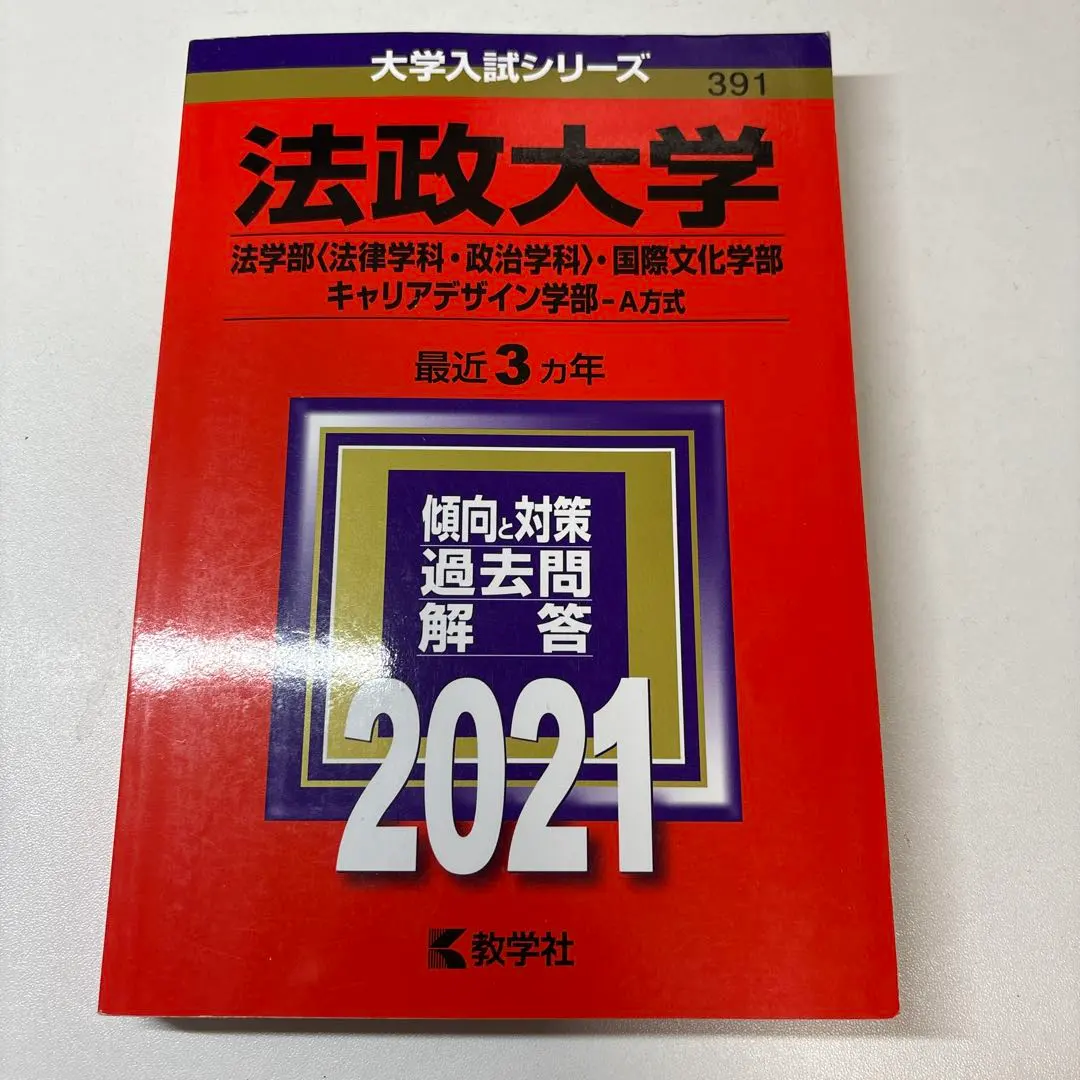 大学入試シリーズ
391
法政大学
法学部〈法律学科・政治学科〉・国際文化学部
キャリアデザイン学部-A方式
最近3カ年
傾向と対策
過去問
解答
2021
教学社